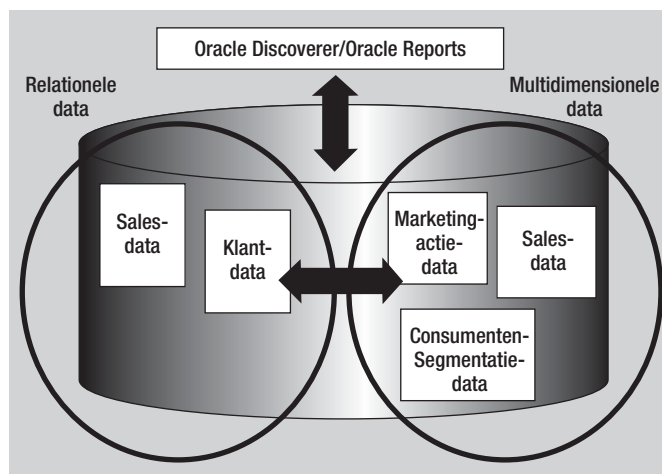 Oracle Discoverer/Oracle Reports
Relationele
data
Multidimensionele
data
Sales-
data
Klant-
data
Marketing-
actie-
data
Sales-
data
Consumenten-
Segmentatie-
data